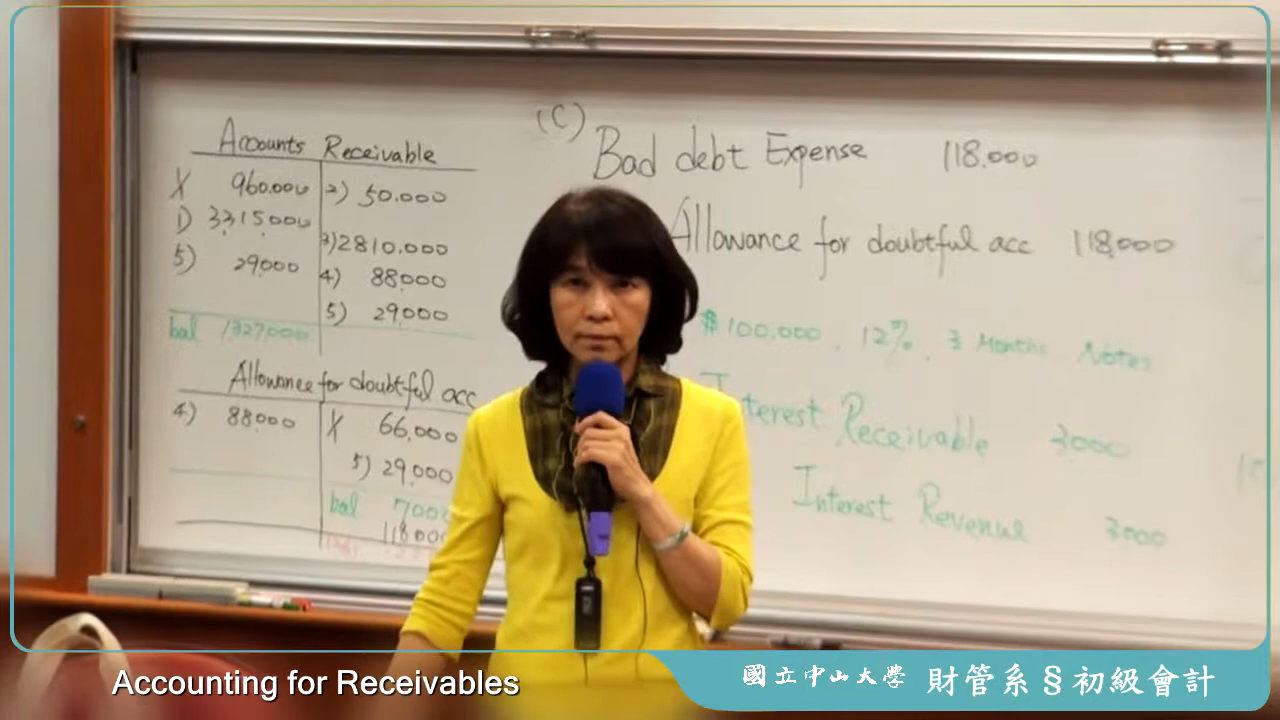 Accounts Receivable
X 960.000 2) 50.000
D 3,315,000
3) 2810.000
5) 29,000 4) 88,000
5) 29,000
bal 1,327,000
Allowance for doubtful acc
4) 88,000 X 66,000
5) 29,000
bal 7000
118000
(C)
Bad debt Expense 118.000
Allowance for doubtful acc 118,000
$100.000, 12%, 3 Months Notes
Interest Receivable 3000
Interest Revenue 3000
Accounting for Receivables
國立中山大學 財管系§初級會計